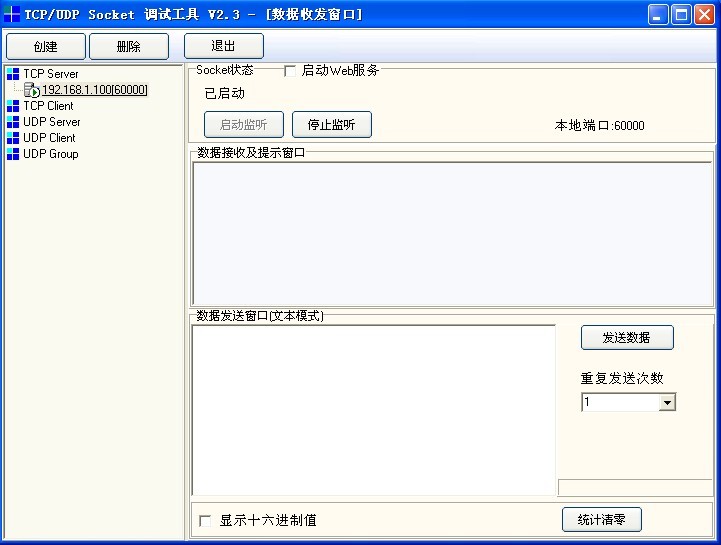 TCP/UDP Socket 调试工具 V2.3 - [数据收发窗口]
创建 删除 退出
TCP Server
192.168.1.100[60000]
TCP Client
UDP Server
UDP Client
UDP Group
Socket状态 启动Web服务
已启动
启动监听 停止监听 本地端口:60000
数据接收及提示窗口
数据发送窗口(文本模式)
发送数据
重复发送次数
1
显示十六进制值 统计清零